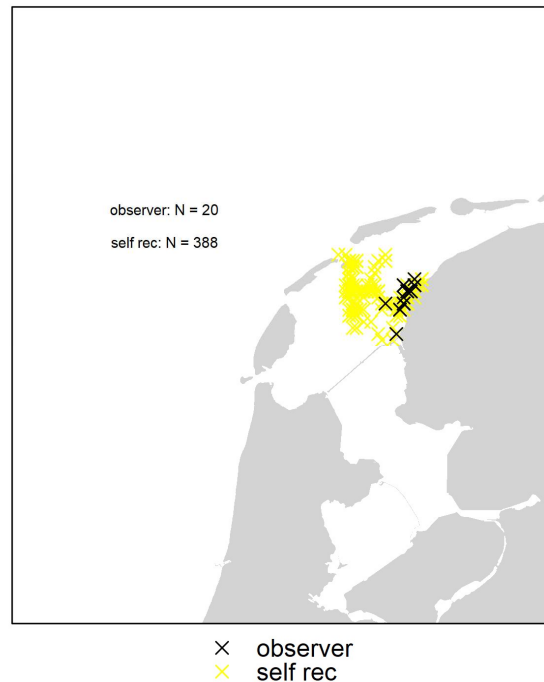 observer: N = 20
self rec: N = 388
observer
self rec